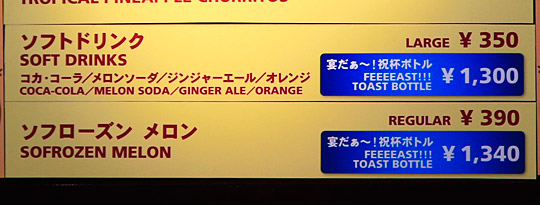 TROPICAL PINEAPPLE CHURRITOS
ソフトドリンク
SOFT DRINKS
コカ・コーラ／メロンソーダ／ジンジャーエール／オレンジ
COCA-COLA/MELON SODA/GINGER ALE/ORANGE
LARGE ¥ 350
宴だぁ〜！祝杯ボトル
FEEEEAST!!!
TOAST BOTTLE
¥ 1,300
ソフローズン メロン
SOFROZEN MELON
REGULAR ¥ 390
宴だぁ〜！祝杯ボトル
FEEEEAST!!!
TOAST BOTTLE
¥ 1,340